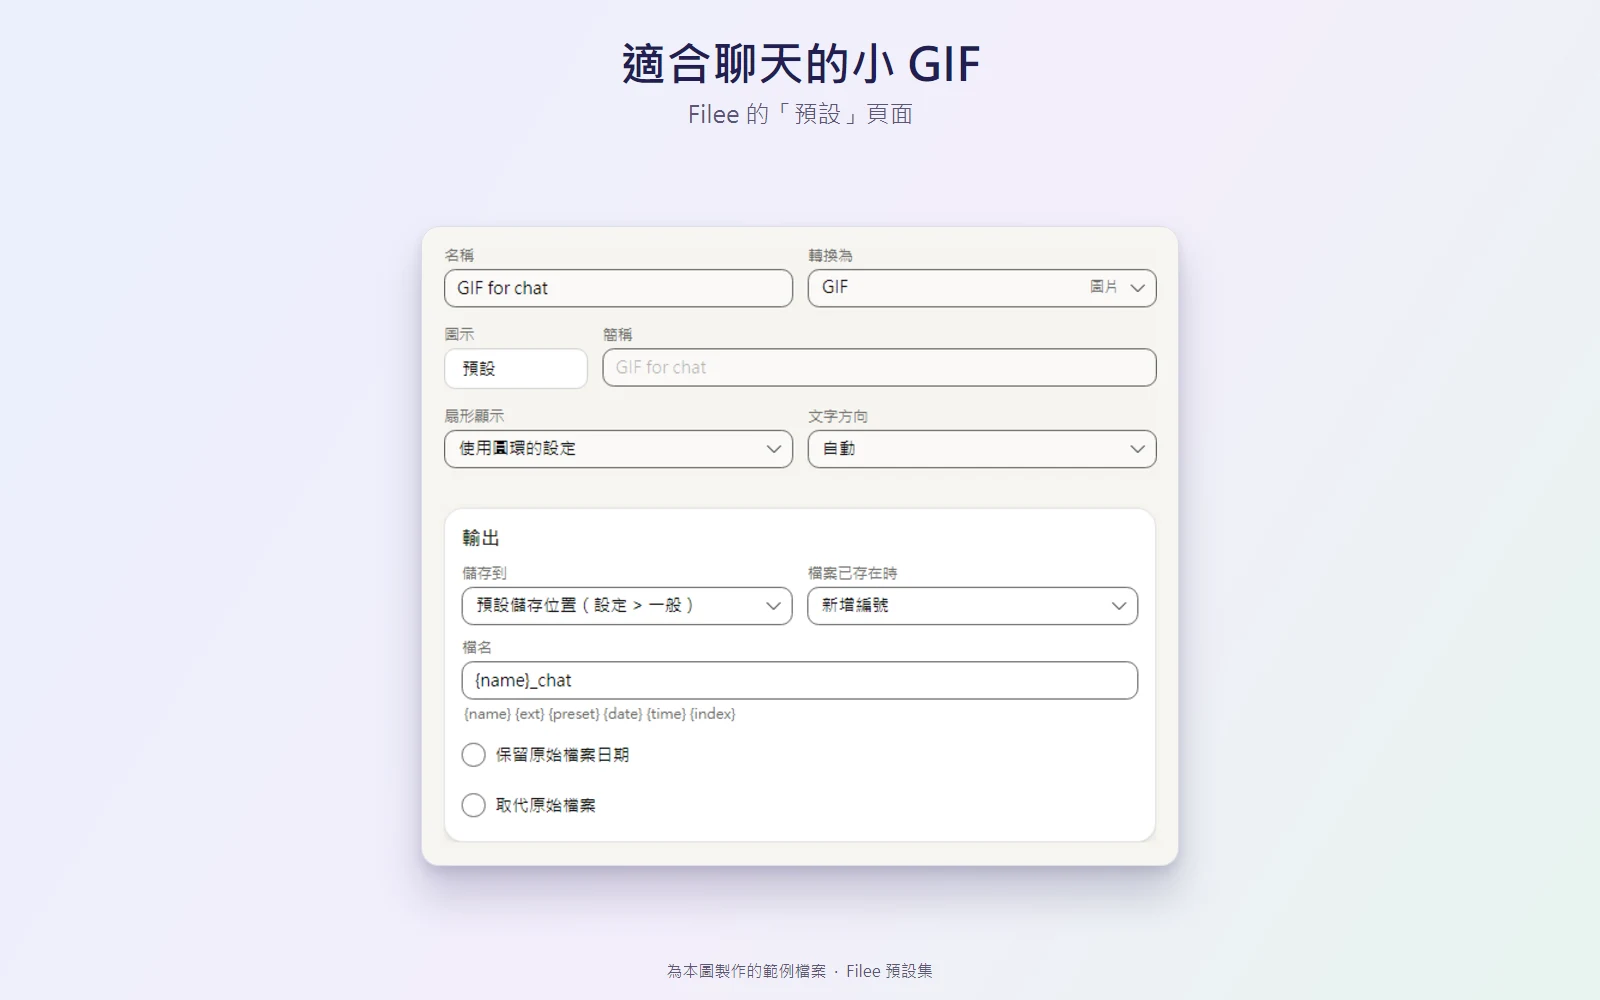 適合聊天的小 GIF
Filee 的「預設」頁面
名稱
轉換為
GIF for chat
GIF
圖片
圖示
簡稱
預設
GIF for chat
扇形顯示
文字方向
使用圓環的設定
自動
輸出
儲存到
檔案已存在時
預設儲存位置（設定 > 一般）
新增編號
檔名
{name}_chat
{name} {ext} {preset} {date} {time} {index}
保留原始檔案日期
取代原始檔案
為本圖製作的範例檔案 · Filee 預設集